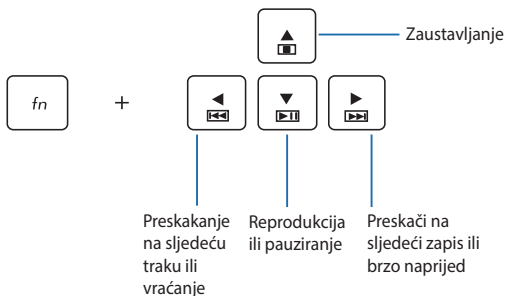 Zaustavljanje
fn
+
Preskakanje
na sljedeću
traku ili
vraćanje
Reprodukcija
ili pauziranje
Preskači na
sljedeći zapis ili
brzo naprijed